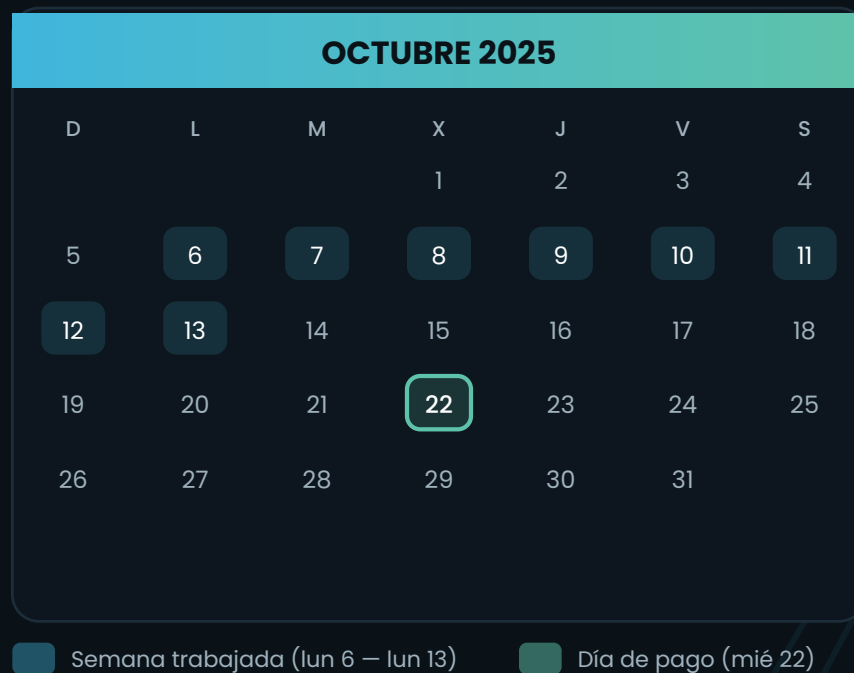 OCTUBRE 2025
D L M X J V S
1 2 3 4
5 6 7 8 9 10 11
12 13 14 15 16 17 18
19 20 21 22 23 24 25
26 27 28 29 30 31
Semana trabajada (lun 6 — lun 13) Día de pago (mié 22)